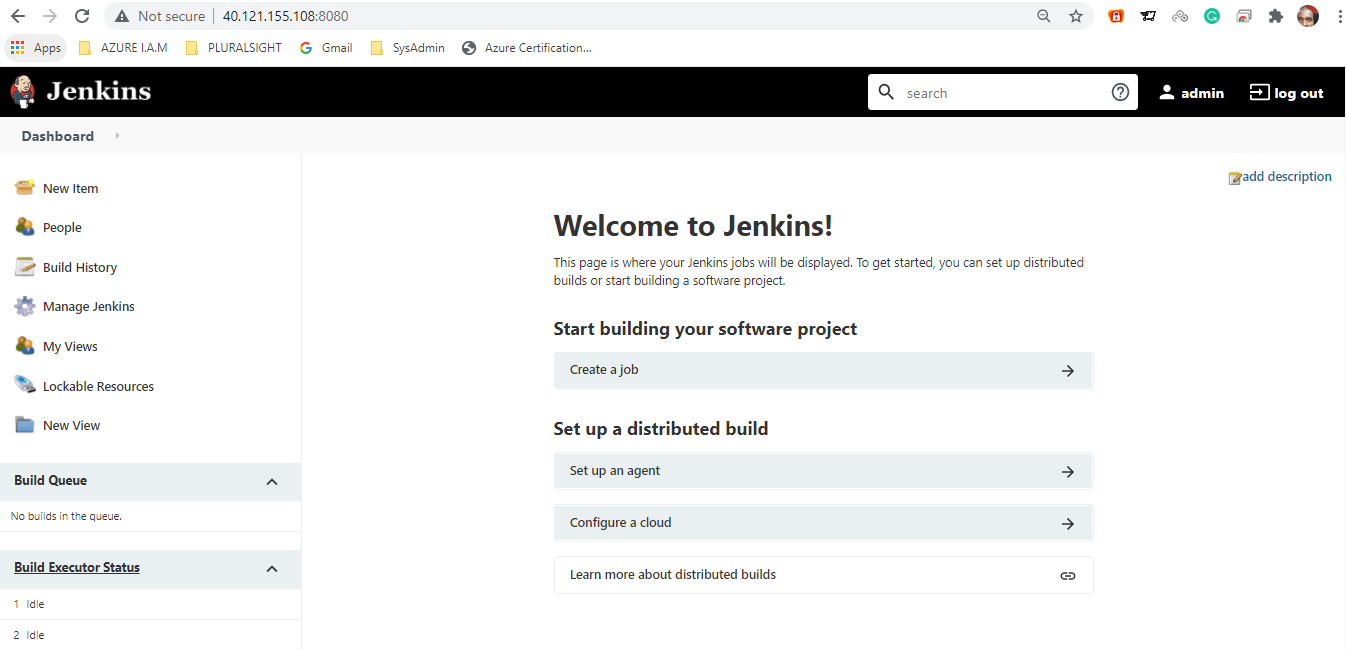 Not secure 40.121.155.108:8080
Apps AZURE I.A.M PLURALSIGHT Gmail SysAdmin Azure Certification...
Jenkins search admin log out
Dashboard
add description
New Item
People
Build History
Manage Jenkins
My Views
Lockable Resources
New View
Build Queue
No builds in the queue.
Build Executor Status
1 Idle
2 Idle
Welcome to Jenkins!
This page is where your Jenkins jobs will be displayed. To get started, you can set up distributed
builds or start building a software project.
Start building your software project
Create a job
Set up a distributed build
Set up an agent
Configure a cloud
Learn more about distributed builds